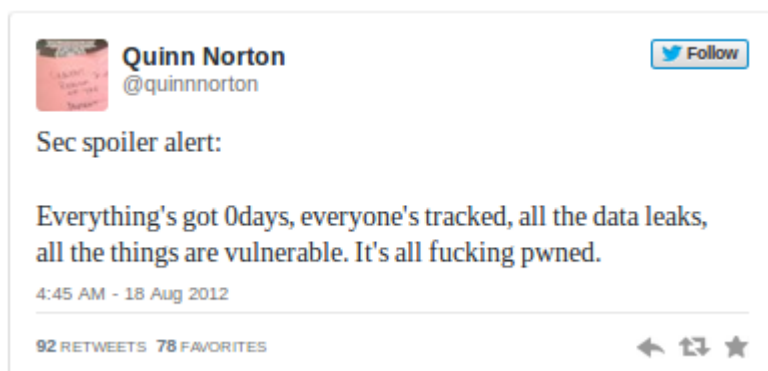 Quinn Norton
Follow
@quinnnorton
Sec spoiler alert:
Everything's got 0days, everyone's tracked, all the data leaks,
all the things are vulnerable. It's all fucking pwned.
4:45 AM - 18 Aug 2012
92 RETWEETS 78 FAVORITES